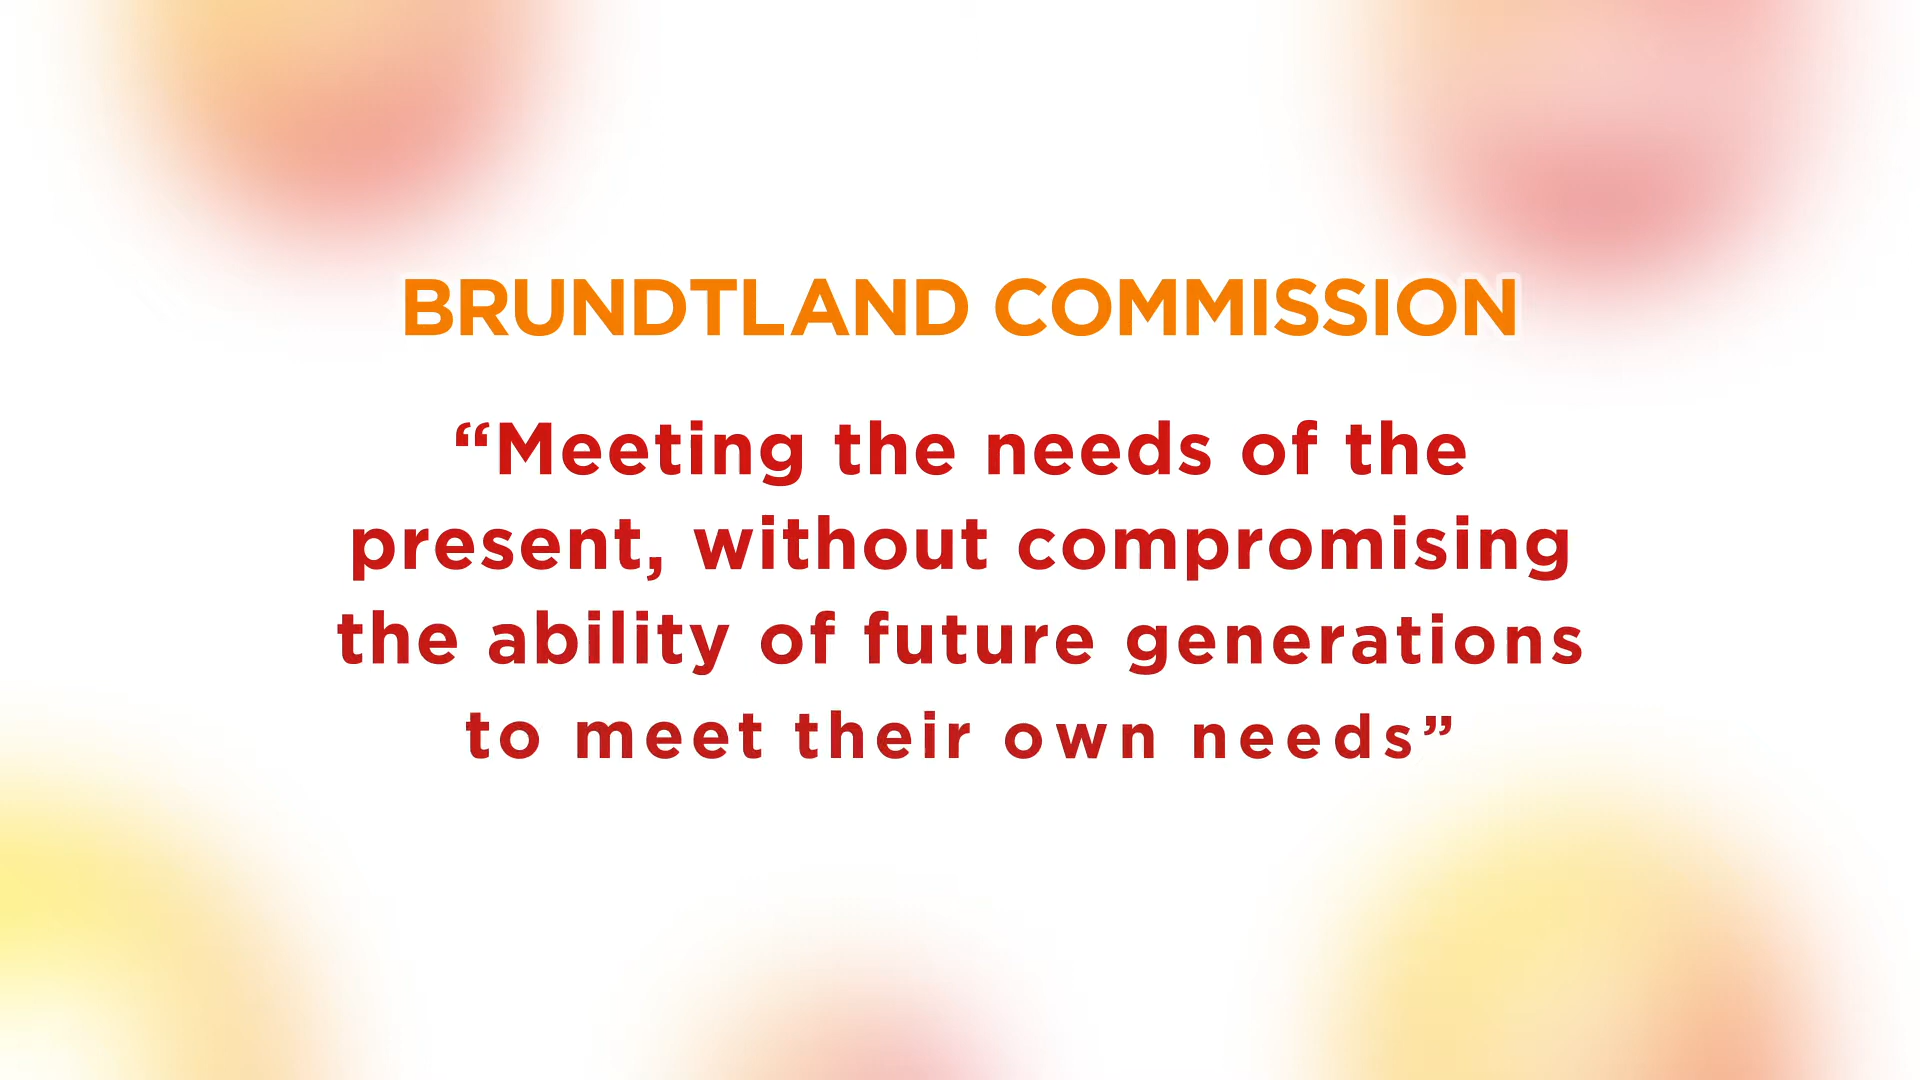 BRUNDTLAND COMMISSION
“Meeting the needs of the
present, without compromising
the ability of future generations
to meet their own needs”